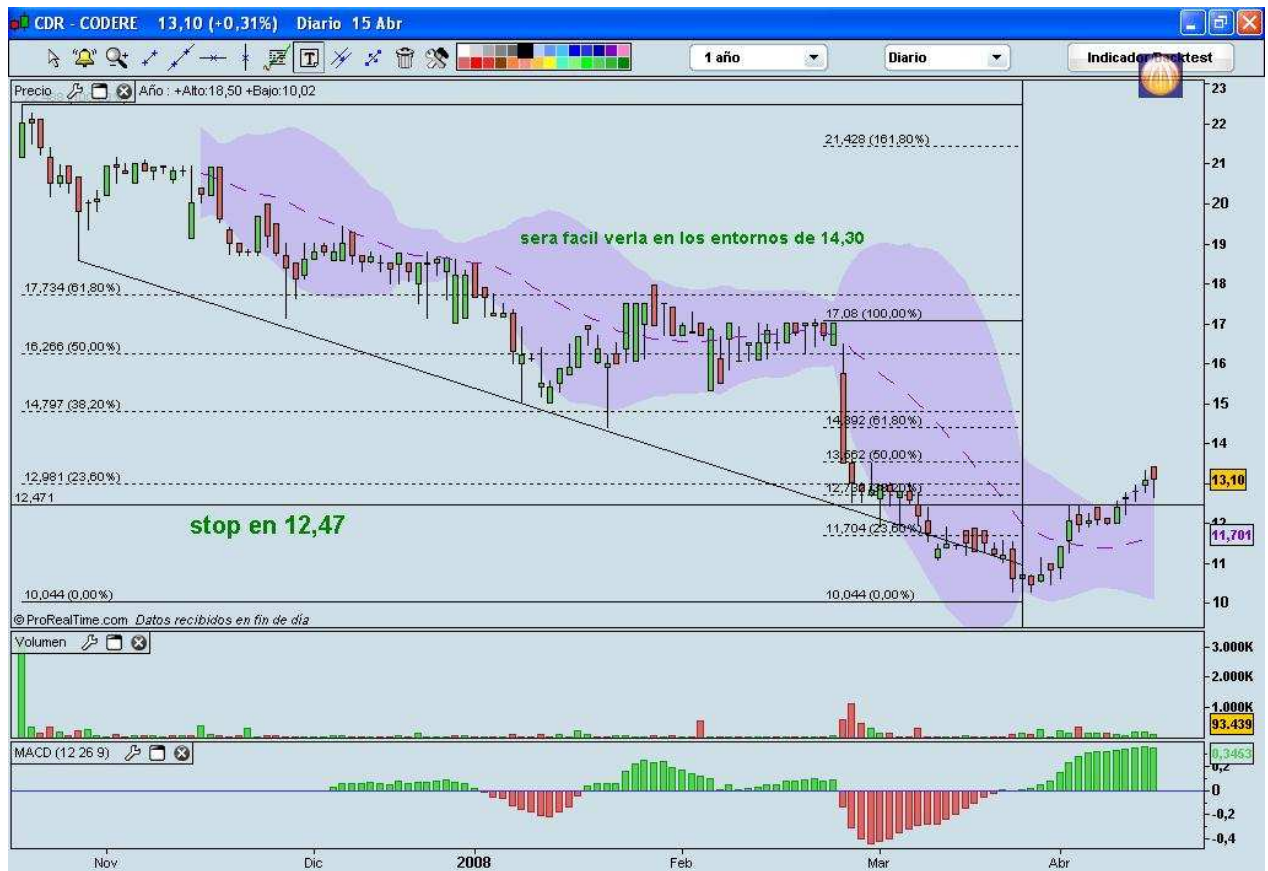 CDR - CODERE 13,10 (+0,31%) Diario 15 Abr
1 año
Diario
Indicador
Precio
Año : +Alto:18,50 +Bajo:10,02
23
22
21,428 (161,80%)
21
20
sera facil verla en los entornos de 14,30
19
18
17,734 (61,80%)
17,08 (100,00%)
17
16,266 (50,00%)
16
15
14,797 (38,20%)
14,392 (61,80%)
14
13,562 (50,00%)
12,981 (23,60%)
13,10
12,471
stop en 12,47
12
11,704 (23,60%)
11,701
11
10,044 (0,00%)
10,044 (0,00%)
10
© ProRealTime.com Datos recibidos en fin de día
Volumen
3.000K
2.000K
1.000K
93.439
MACD (12 26 9)
0,3453
0,2
0
-0,2
-0,4
Nov
Dic
2008
Feb
Mar
Abr